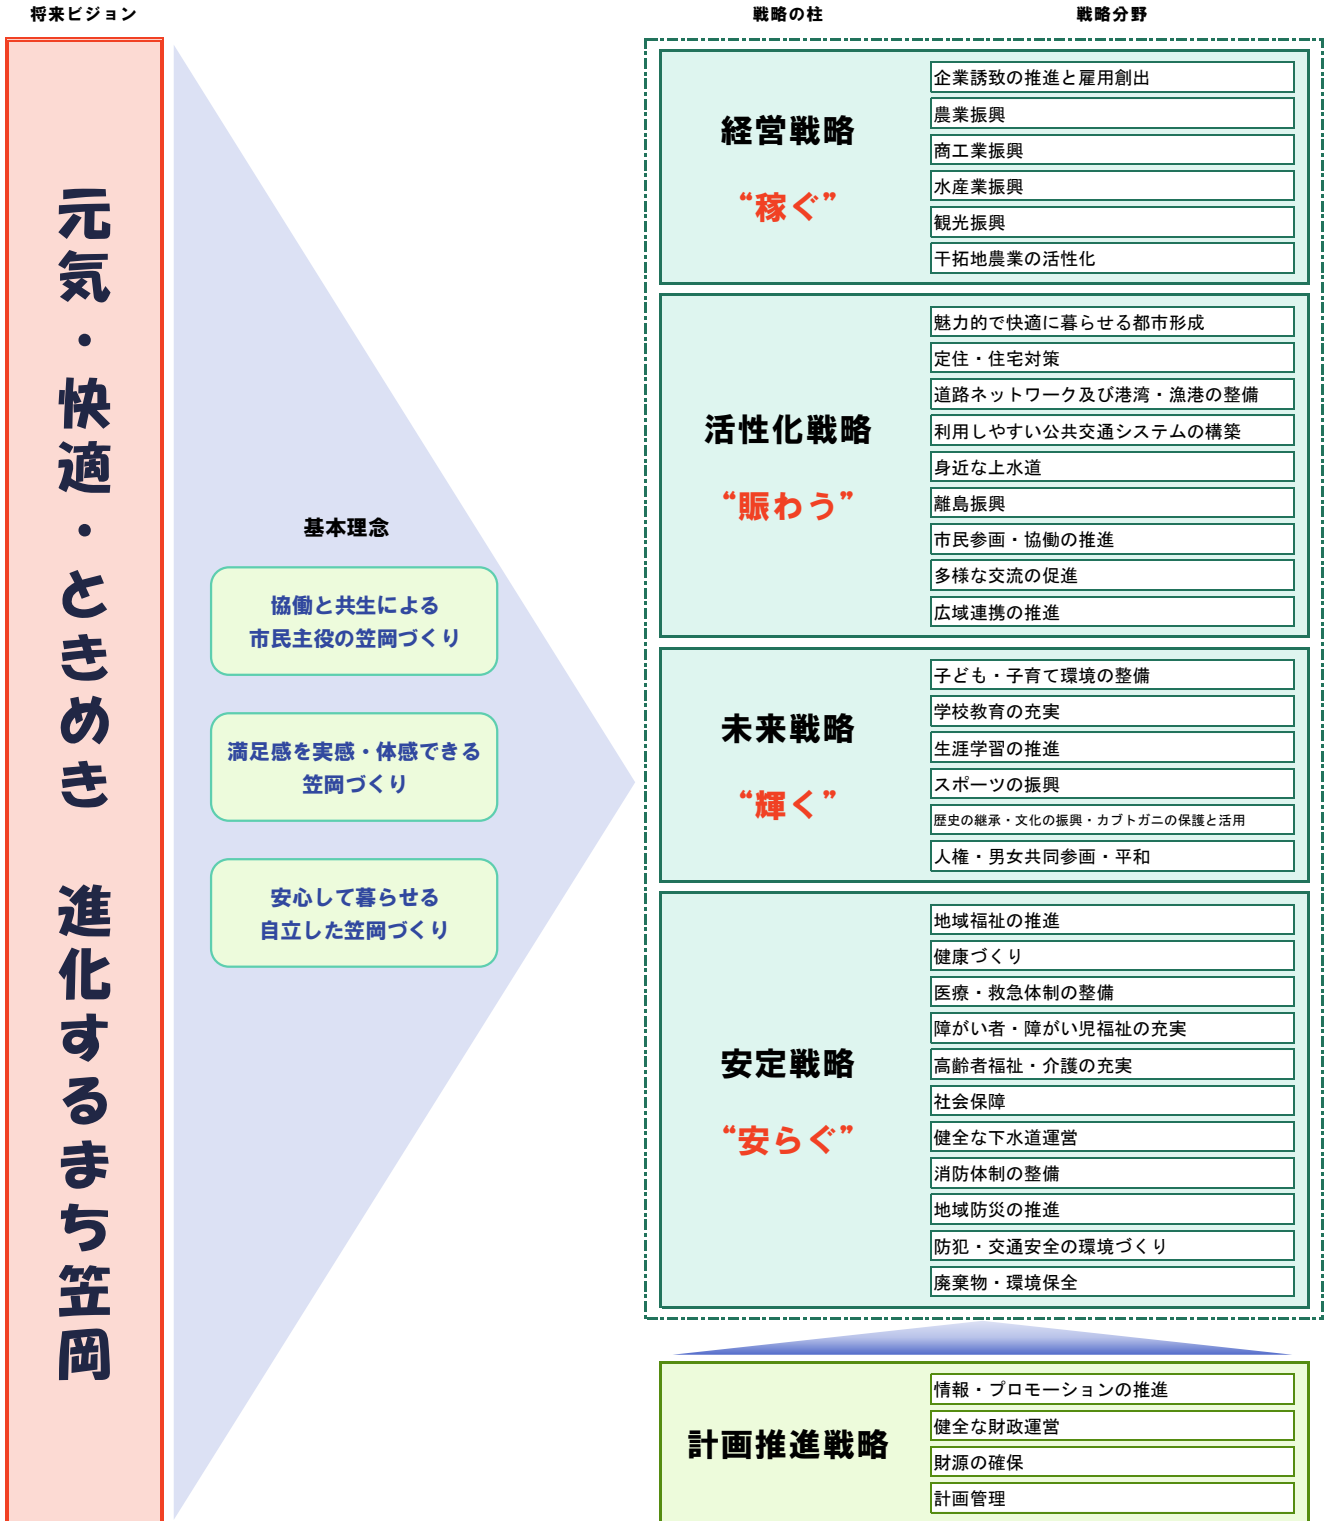 将来ビジョン
戦略の柱
戦略分野
元気・快適・ときめき　進化するまち笠岡
基本理念
協働と共生による
市民主役の笠岡づくり
満足感を実感・体感できる
笠岡づくり
安心して暮らせる
自立した笠岡づくり
経営戦略
“稼ぐ”
企業誘致の推進と雇用創出
農業振興
商工業振興
水産業振興
観光振興
干拓地農業の活性化
活性化戦略
“賑わう”
魅力的で快適に暮らせる都市形成
定住・住宅対策
道路ネットワーク及び港湾・漁港の整備
利用しやすい公共交通システムの構築
身近な上水道
離島振興
市民参画・協働の推進
多様な交流の促進
広域連携の推進
未来戦略
“輝く”
子ども・子育て環境の整備
学校教育の充実
生涯学習の推進
スポーツの振興
歴史の継承・文化の振興・カブトガニの保護と活用
人権・男女共同参画・平和
安定戦略
“安らぐ”
地域福祉の推進
健康づくり
医療・救急体制の整備
障がい者・障がい児福祉の充実
高齢者福祉・介護の充実
社会保障
健全な下水道運営
消防体制の整備
地域防災の推進
防犯・交通安全の環境づくり
廃棄物・環境保全
計画推進戦略
情報・プロモーションの推進
健全な財政運営
財源の確保
計画管理